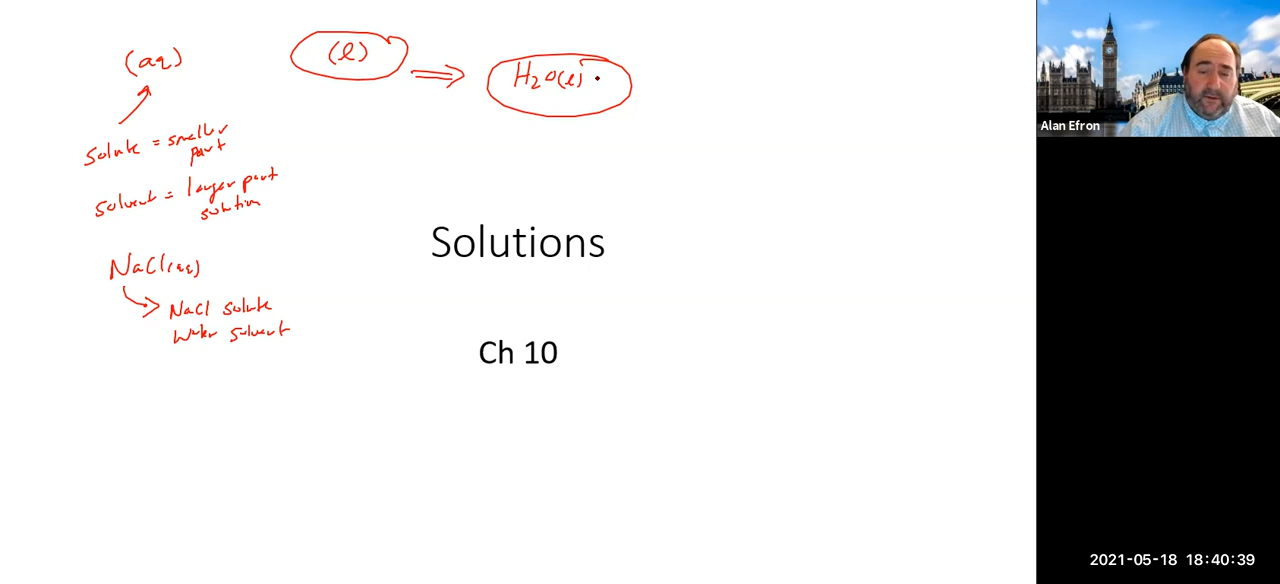 (aq)
(l)
H2O(l)
solute = smaller
part
solvent = larger part
solution
NaCl(aq)
NaCl solute
Water solvent
Solutions
Ch 10
Alan Efron
2021-05-18 18:40:39